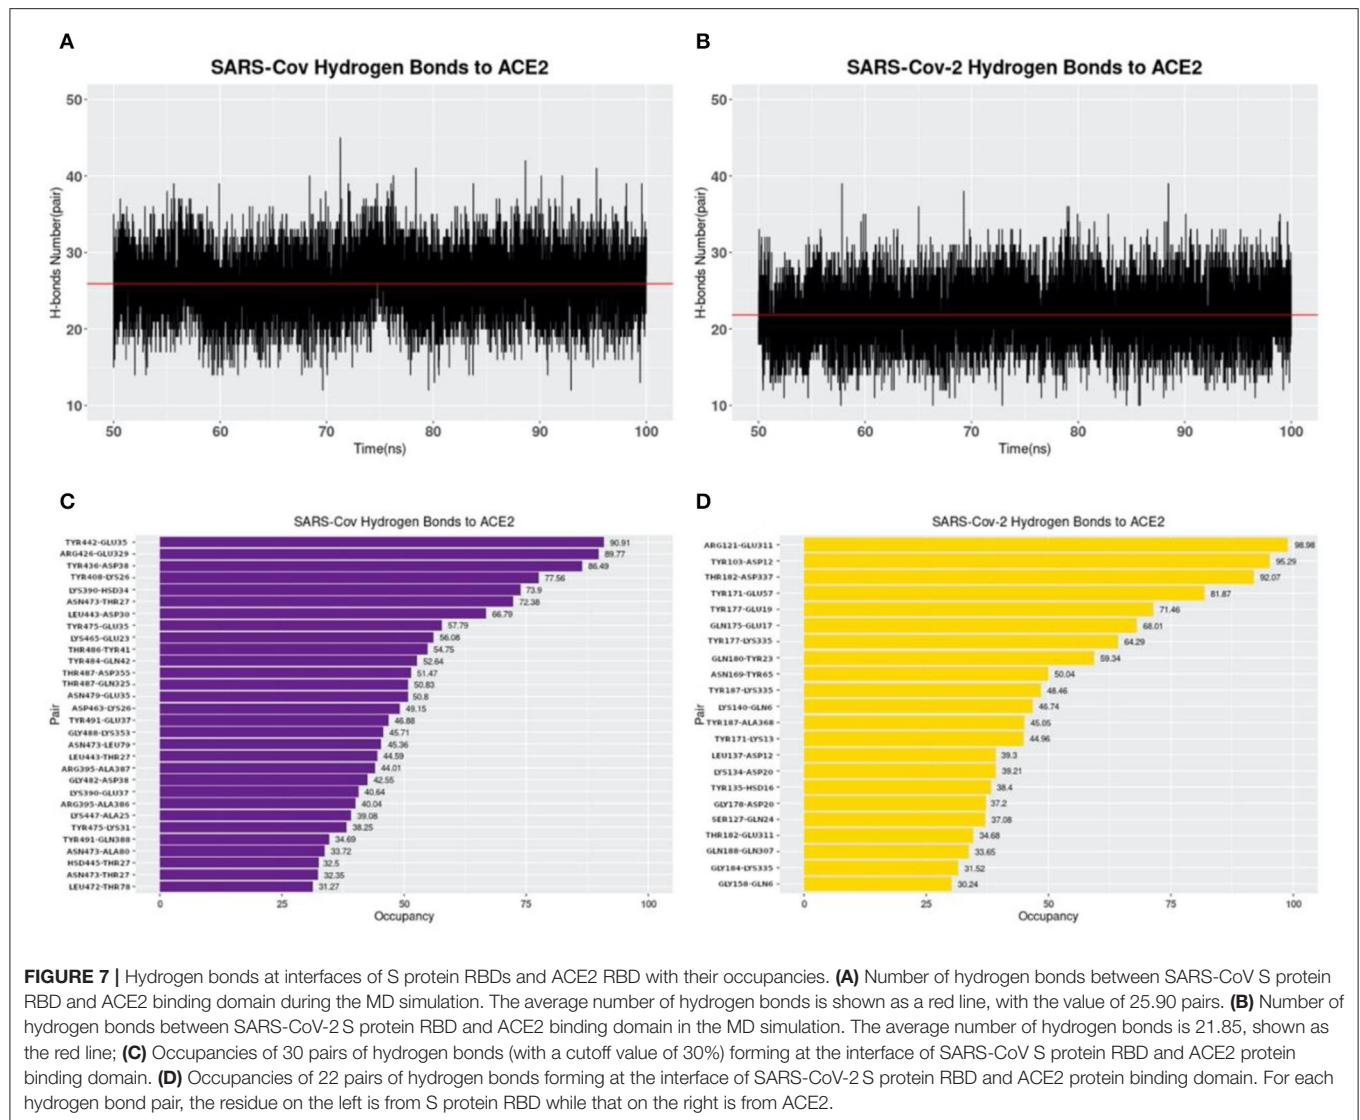 A
SARS-Cov Hydrogen Bonds to ACE2
50
40
30
20
10
H-bonds Number(pair)
50 60 70 80 90 100
Time(ns)
B
SARS-Cov-2 Hydrogen Bonds to ACE2
50
40
30
20
10
H-bonds Number(pair)
50 60 70 80 90 100
Time(ns)
C
SARS-Cov Hydrogen Bonds to ACE2
Pair
TYR442-GLU35 90.91
ARG426-GLU329 89.77
TYR436-ASP38 86.49
TYR408-LYS26 77.56
LYS390-HSD34 73.9
ASN473-THR27 72.38
LEU443-ASP30 66.79
TYR475-GLU35 57.79
LYS465-GLU23 56.08
THR486-TYR41 54.75
TYR484-GLN42 52.64
THR487-ASP355 51.47
THR487-GLN325 50.83
ASN479-GLU35 50.8
ASP463-LYS26 49.15
TYR491-GLU37 46.88
GLY488-LYS353 45.71
ASN473-LEU79 45.36
LEU443-THR27 44.59
ARG395-ALA387 44.01
GLY482-ASP38 42.55
LYS390-GLU37 40.64
ARG395-ALA386 40.04
LYS447-ALA25 39.08
TYR475-LYS31 38.25
TYR491-GLN388 34.69
ASN473-ALA80 33.72
HSD445-THR27 32.5
ASN473-THR27 32.35
LEU472-THR78 31.27
0 25 50 75 100
Occupancy
D
SARS-Cov-2 Hydrogen Bonds to ACE2
Pair
ARG121-GLU311 98.98
TYR103-ASP12 95.29
THR182-ASP337 92.07
TYR171-GLU57 81.87
TYR177-GLU19 71.46
GLN175-GLU17 68.01
TYR177-LYS335 64.29
GLN180-TYR23 59.34
ASN169-TYR65 50.04
TYR187-LYS335 48.46
LYS140-GLN6 46.74
TYR187-ALA368 45.05
TYR171-LYS13 44.96
LEU137-ASP12 39.3
LYS134-ASP20 39.21
TYR135-HSD16 38.4
GLY178-ASP20 37.2
SER127-GLN24 37.08
THR182-GLU311 34.68
GLN188-GLN307 33.65
GLY184-LYS335 31.52
GLY158-GLN6 30.24
0 25 50 75 100
Occupancy
FIGURE 7 | Hydrogen bonds at interfaces of S protein RBDs and ACE2 RBD with their occupancies. (A) Number of hydrogen bonds between SARS-CoV S protein
RBD and ACE2 binding domain during the MD simulation. The average number of hydrogen bonds is shown as a red line, with the value of 25.90 pairs. (B) Number of
hydrogen bonds between SARS-CoV-2 S protein RBD and ACE2 binding domain in the MD simulation. The average number of hydrogen bonds is 21.85, shown as
the red line; (C) Occupancies of 30 pairs of hydrogen bonds (with a cutoff value of 30%) forming at the interface of SARS-CoV S protein RBD and ACE2 protein
binding domain. (D) Occupancies of 22 pairs of hydrogen bonds forming at the interface of SARS-CoV-2 S protein RBD and ACE2 protein binding domain. For each
hydrogen bond pair, the residue on the left is from S protein RBD while that on the right is from ACE2.